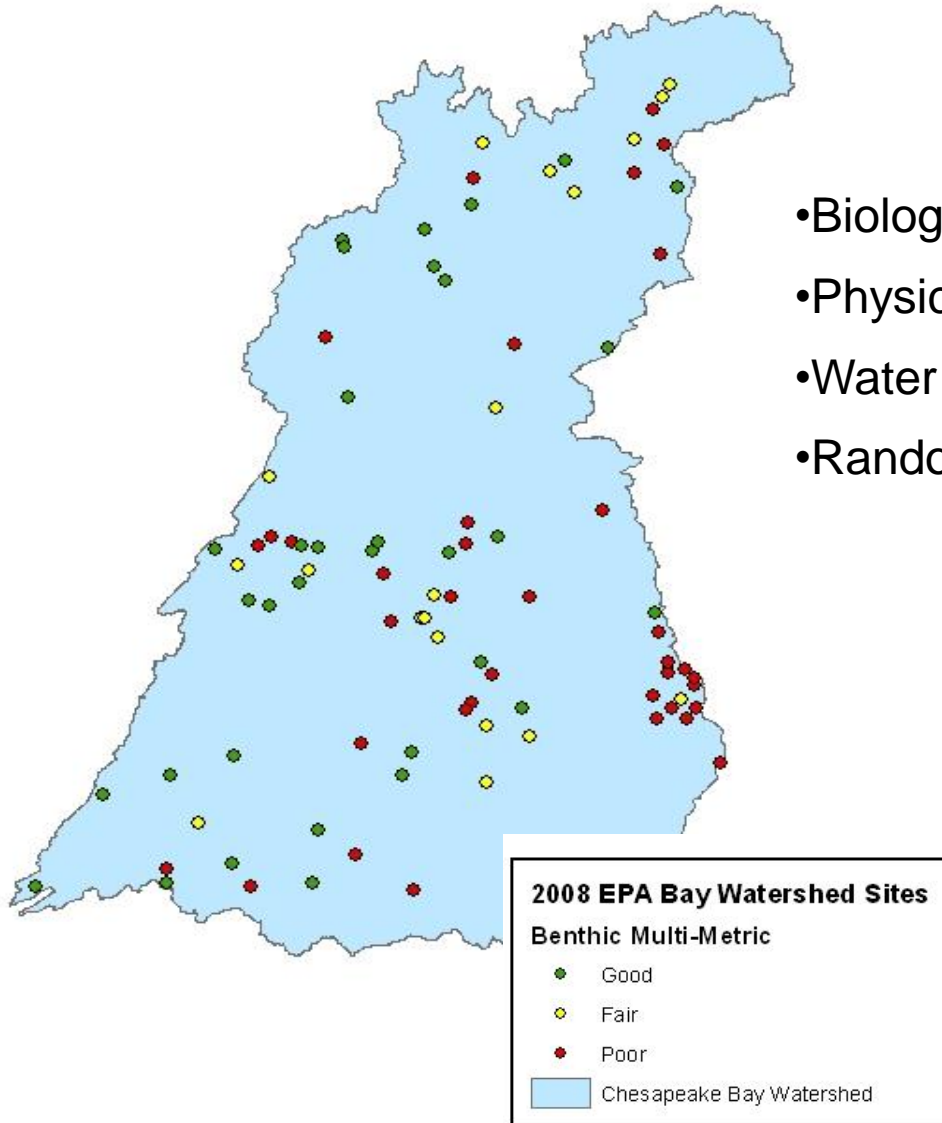 •Biolog
•Physic
•Water
•Rando
2008 EPA Bay Watershed Sites
Benthic Multi-Metric
Good
Fair
Poor
Chesapeake Bay Watershed